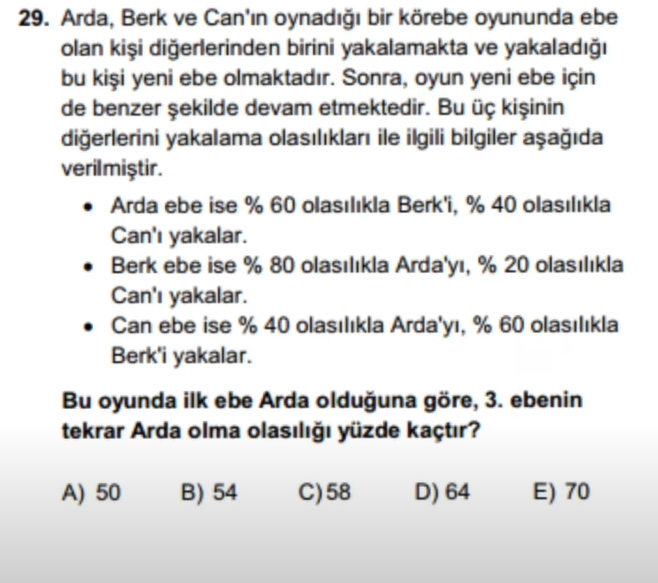 29. Arda, Berk ve Can'ın oynadığı bir körebe oyununda ebe
olan kişi diğerlerinden birini yakalamakta ve yakaladığı
bu kişi yeni ebe olmaktadır. Sonra, oyun yeni ebe için
de benzer şekilde devam etmektedir. Bu üç kişinin
diğerlerini yakalama olasılıkları ile ilgili bilgiler aşağıda
verilmiştir.
• Arda ebe ise % 60 olasılıkla Berk'i, % 40 olasılıkla
Can'ı yakalar.
• Berk ebe ise % 80 olasılıkla Arda'yı, % 20 olasılıkla
Can'ı yakalar.
• Can ebe ise % 40 olasılıkla Arda'yı, % 60 olasılıkla
Berk'i yakalar.
Bu oyunda ilk ebe Arda olduğuna göre, 3. ebenin
tekrar Arda olma olasılığı yüzde kaçtır?
A) 50 B) 54 C) 58 D) 64 E) 70